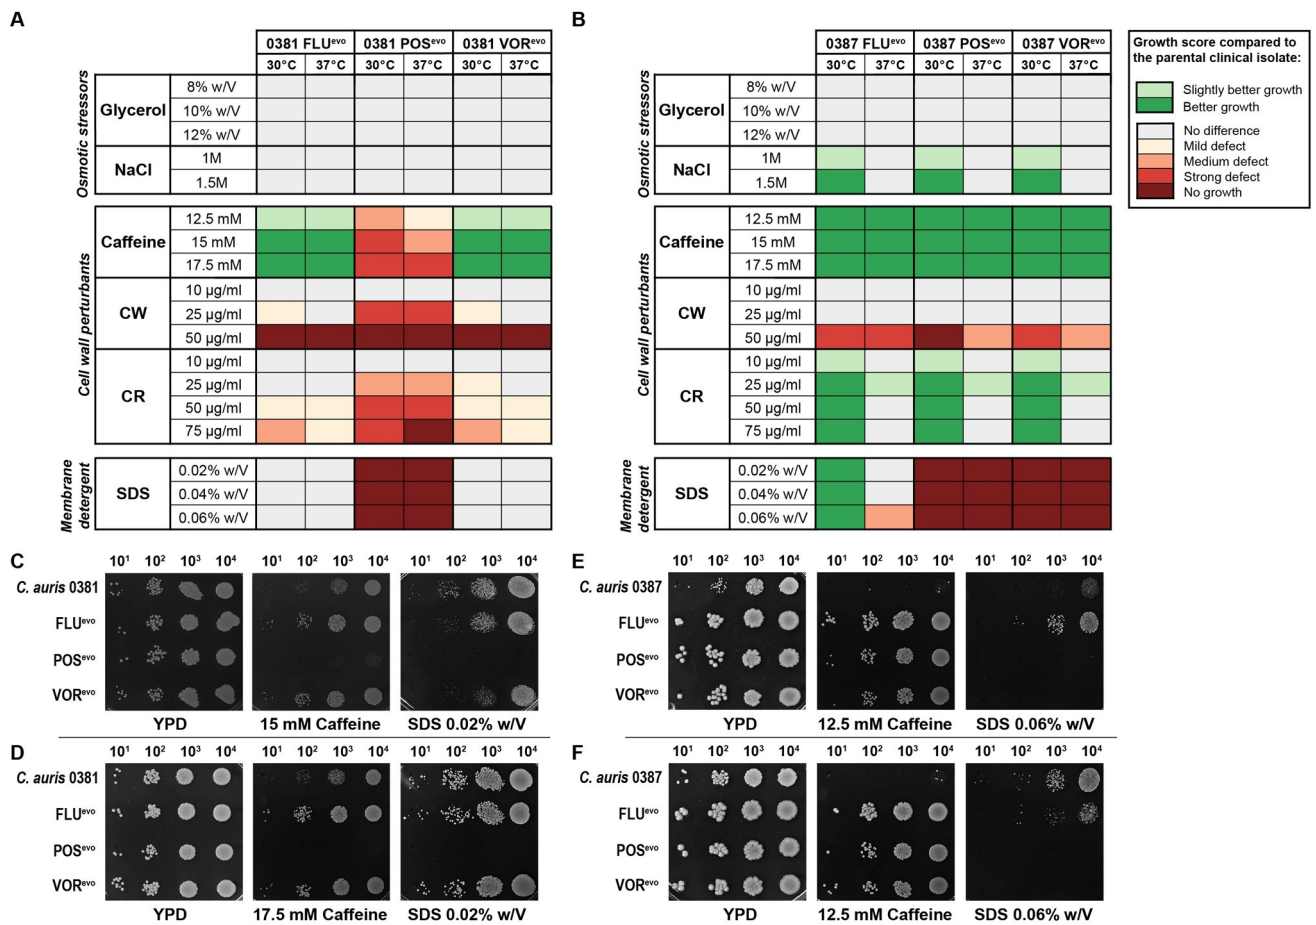 A
0381 FLUevo 0381 POSevo 0381 VORevo
30°C 37°C 30°C 37°C 30°C 37°C
Osmotic stressors
Glycerol
8% w/V
10% w/V
12% w/V
NaCl
1M
1.5M
Cell wall perturbants
Caffeine
12.5 mM
15 mM
17.5 mM
CW
10 µg/ml
25 µg/ml
50 µg/ml
CR
10 µg/ml
25 µg/ml
50 µg/ml
75 µg/ml
Membrane
detergent
SDS
0.02% w/V
0.04% w/V
0.06% w/V
B
0387 FLUevo 0387 POSevo 0387 VORevo
30°C 37°C 30°C 37°C 30°C 37°C
Osmotic stressors
Glycerol
8% w/V
10% w/V
12% w/V
NaCl
1M
1.5M
Cell wall perturbants
Caffeine
12.5 mM
15 mM
17.5 mM
CW
10 µg/ml
25 µg/ml
50 µg/ml
CR
10 µg/ml
25 µg/ml
50 µg/ml
75 µg/ml
Membrane
detergent
SDS
0.02% w/V
0.04% w/V
0.06% w/V
Growth score compared to
the parental clinical isolate:
Slightly better growth
Better growth
No difference
Mild defect
Medium defect
Strong defect
No growth
C
10¹ 10² 10³ 10⁴ 10¹ 10² 10³ 10⁴ 10¹ 10² 10³ 10⁴
C. auris 0381
FLUevo
POSevo
VORevo
YPD 15 mM Caffeine SDS 0.02% w/V
D
10¹ 10² 10³ 10⁴ 10¹ 10² 10³ 10⁴ 10¹ 10² 10³ 10⁴
C. auris 0381
FLUevo
POSevo
VORevo
YPD 17.5 mM Caffeine SDS 0.02% w/V
E
10¹ 10² 10³ 10⁴ 10¹ 10² 10³ 10⁴ 10¹ 10² 10³ 10⁴
C. auris 0387
FLUevo
POSevo
VORevo
YPD 12.5 mM Caffeine SDS 0.06% w/V
F
10¹ 10² 10³ 10⁴ 10¹ 10² 10³ 10⁴ 10¹ 10² 10³ 10⁴
C. auris 0387
FLUevo
POSevo
VORevo
YPD 12.5 mM Caffeine SDS 0.06% w/V